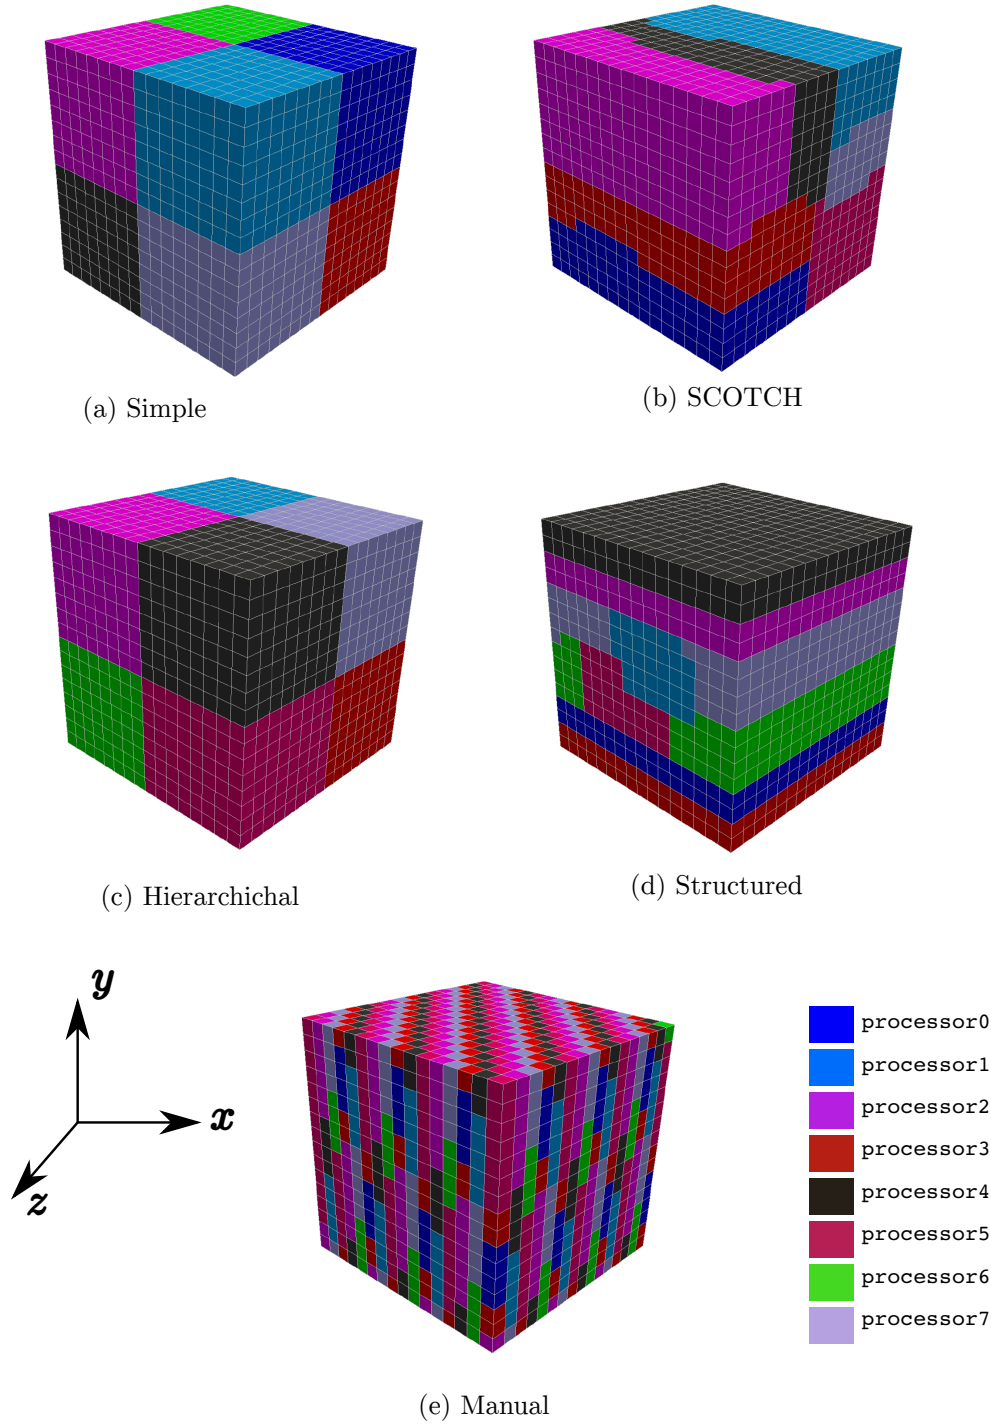 (a) Simple
(b) SCOTCH
(c) Hierarchichal
(d) Structured
y
x
z
processor0
processor1
processor2
processor3
processor4
processor5
processor6
processor7
(e) Manual